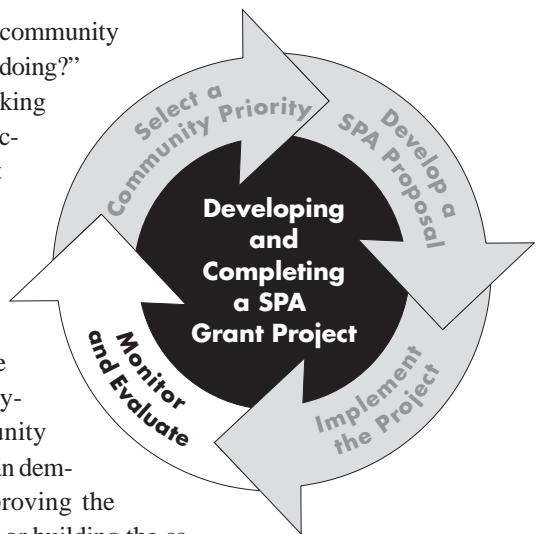 community
doing?”
king
c-
t
e
y-
unity
an dem-
proving the
or building the ca-
Select a
Community Priority
Develop a
SPA Proposal
Implement
the Project
Monitor
and Evaluate
Developing
and
Completing
a SPA
Grant Project